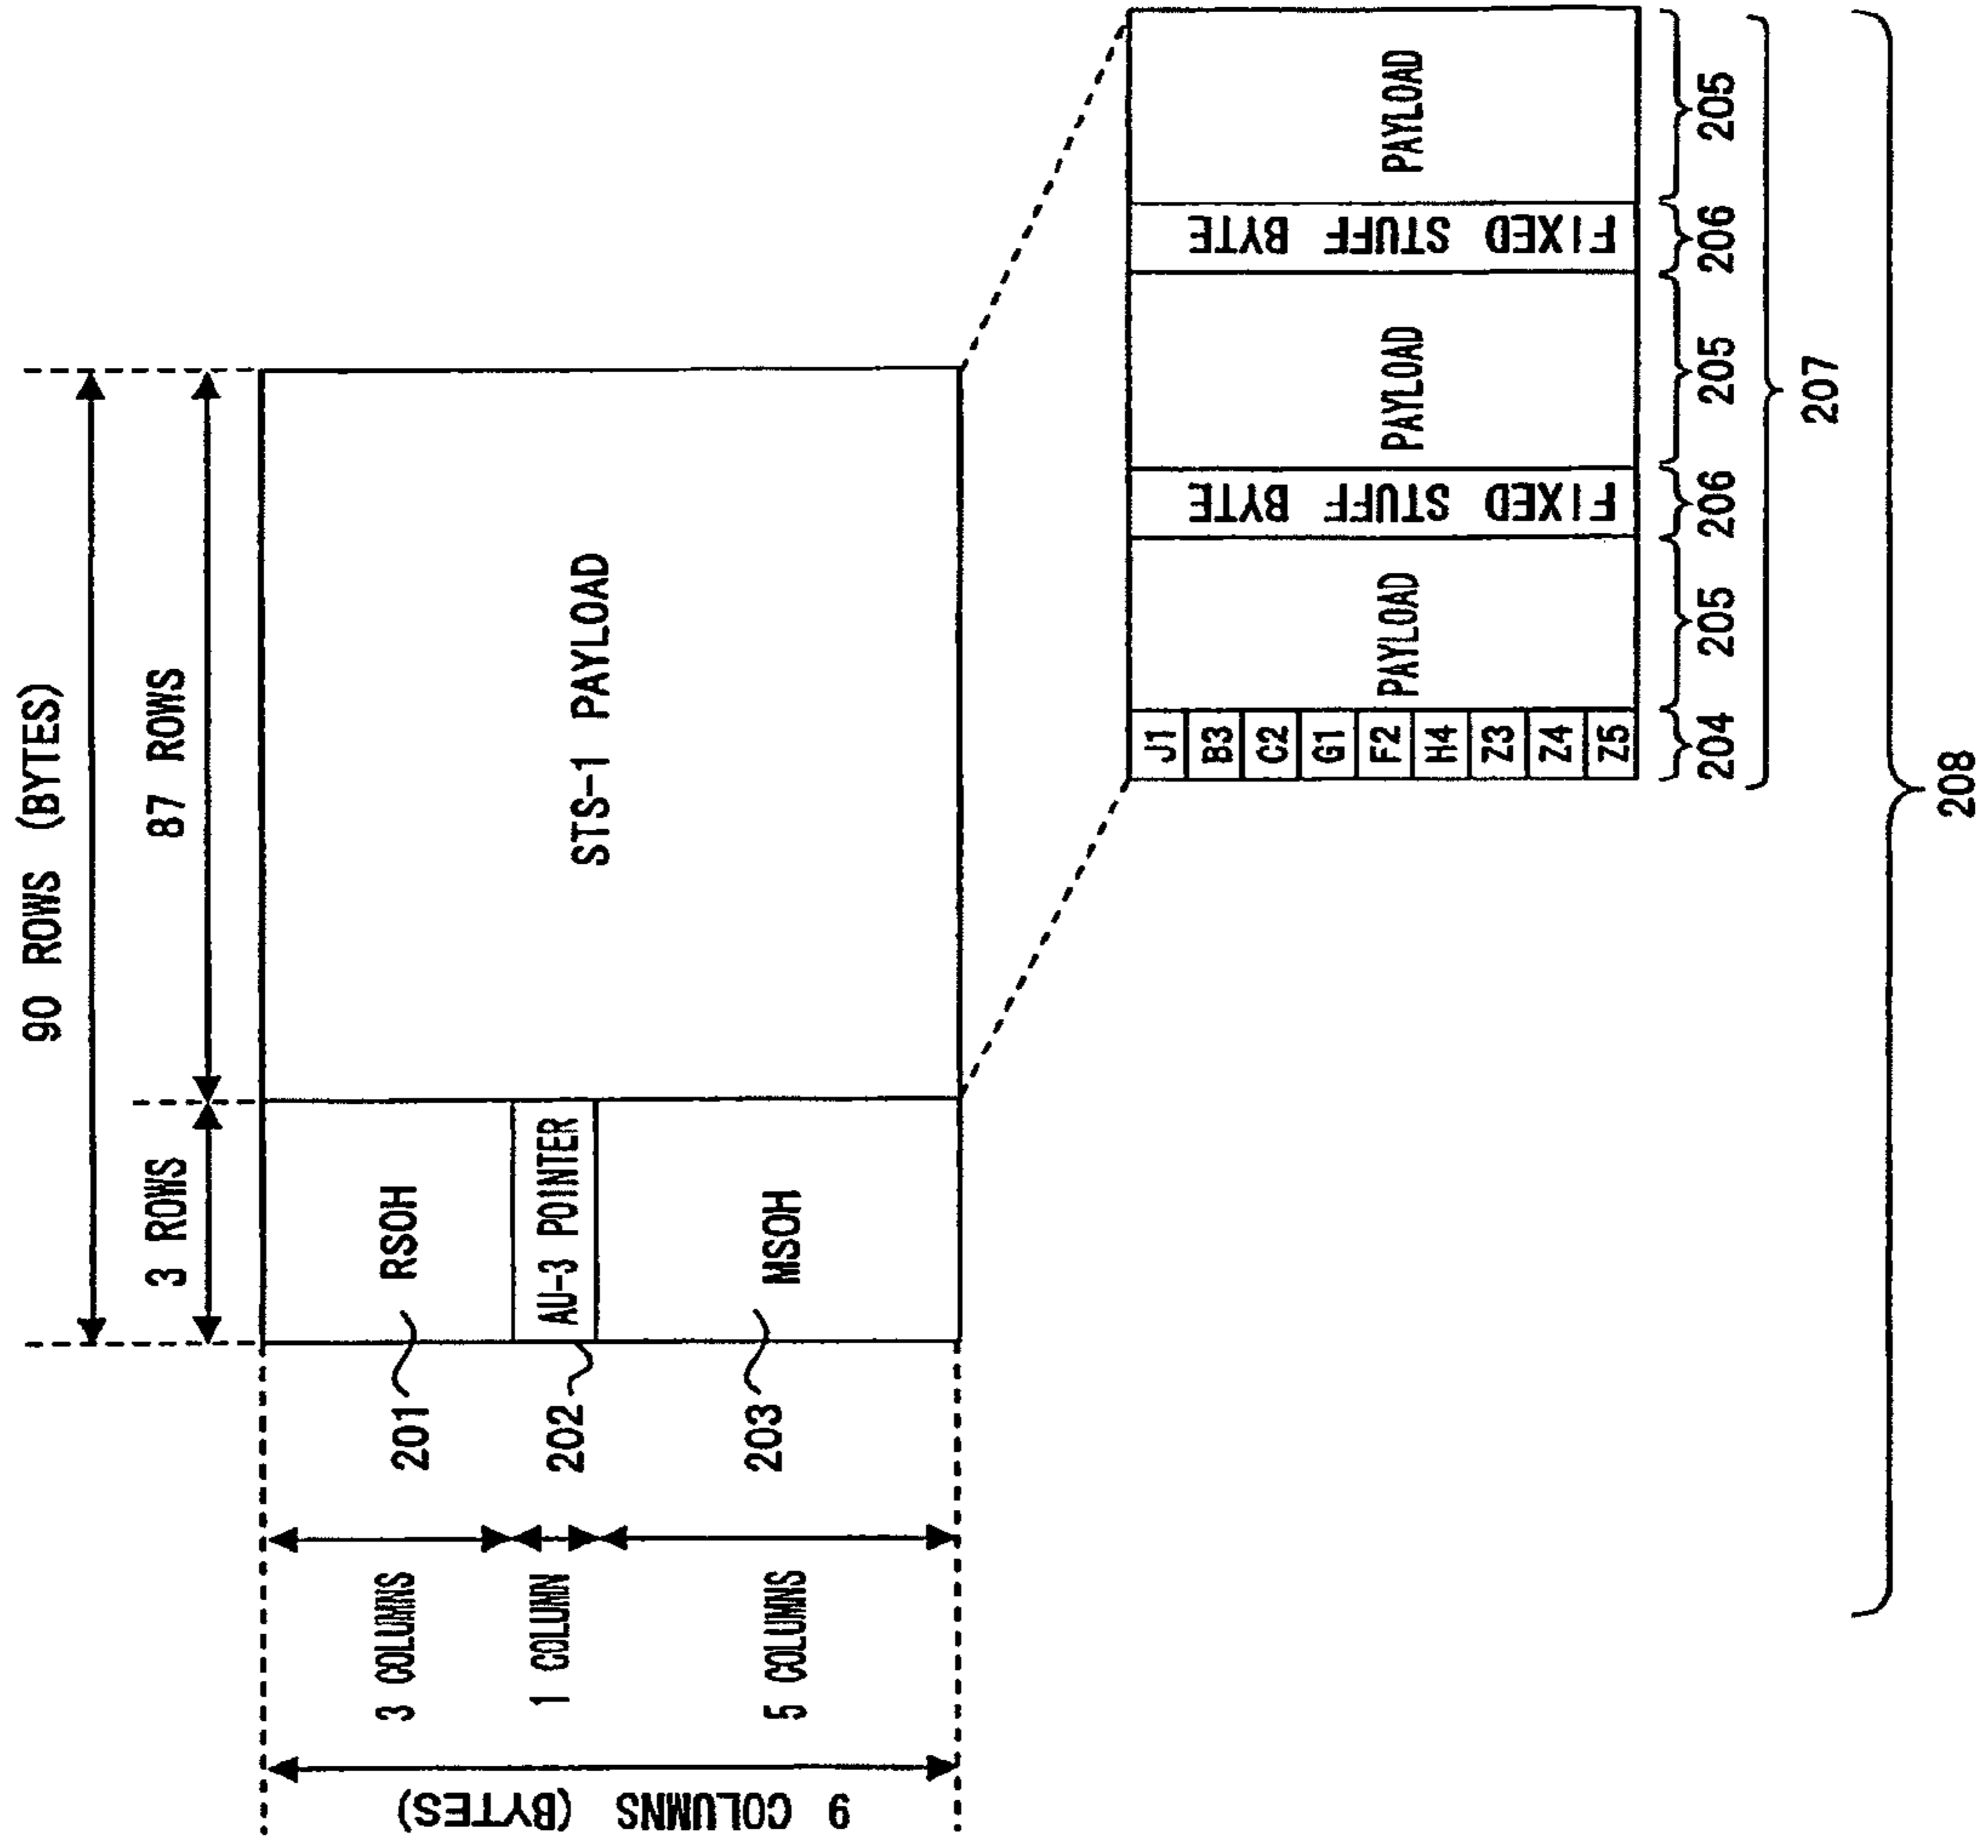 90 ROWS (BYTES)
3 ROWS
87 ROWS
9 COLUMNS (BYTES)
3 COLUMNS
1 COLUMN
5 COLUMNS
201
202
203
RSOH
AU-3 POINTER
MSOH
STS-1 PAYLOAD
J1
B3
C2
G1
F2
H4
Z3
Z4
Z5
PAYLOAD
FIXED STUFF BYTE
PAYLOAD
FIXED STUFF BYTE
PAYLOAD
204
205
206
205
206
205
207
208